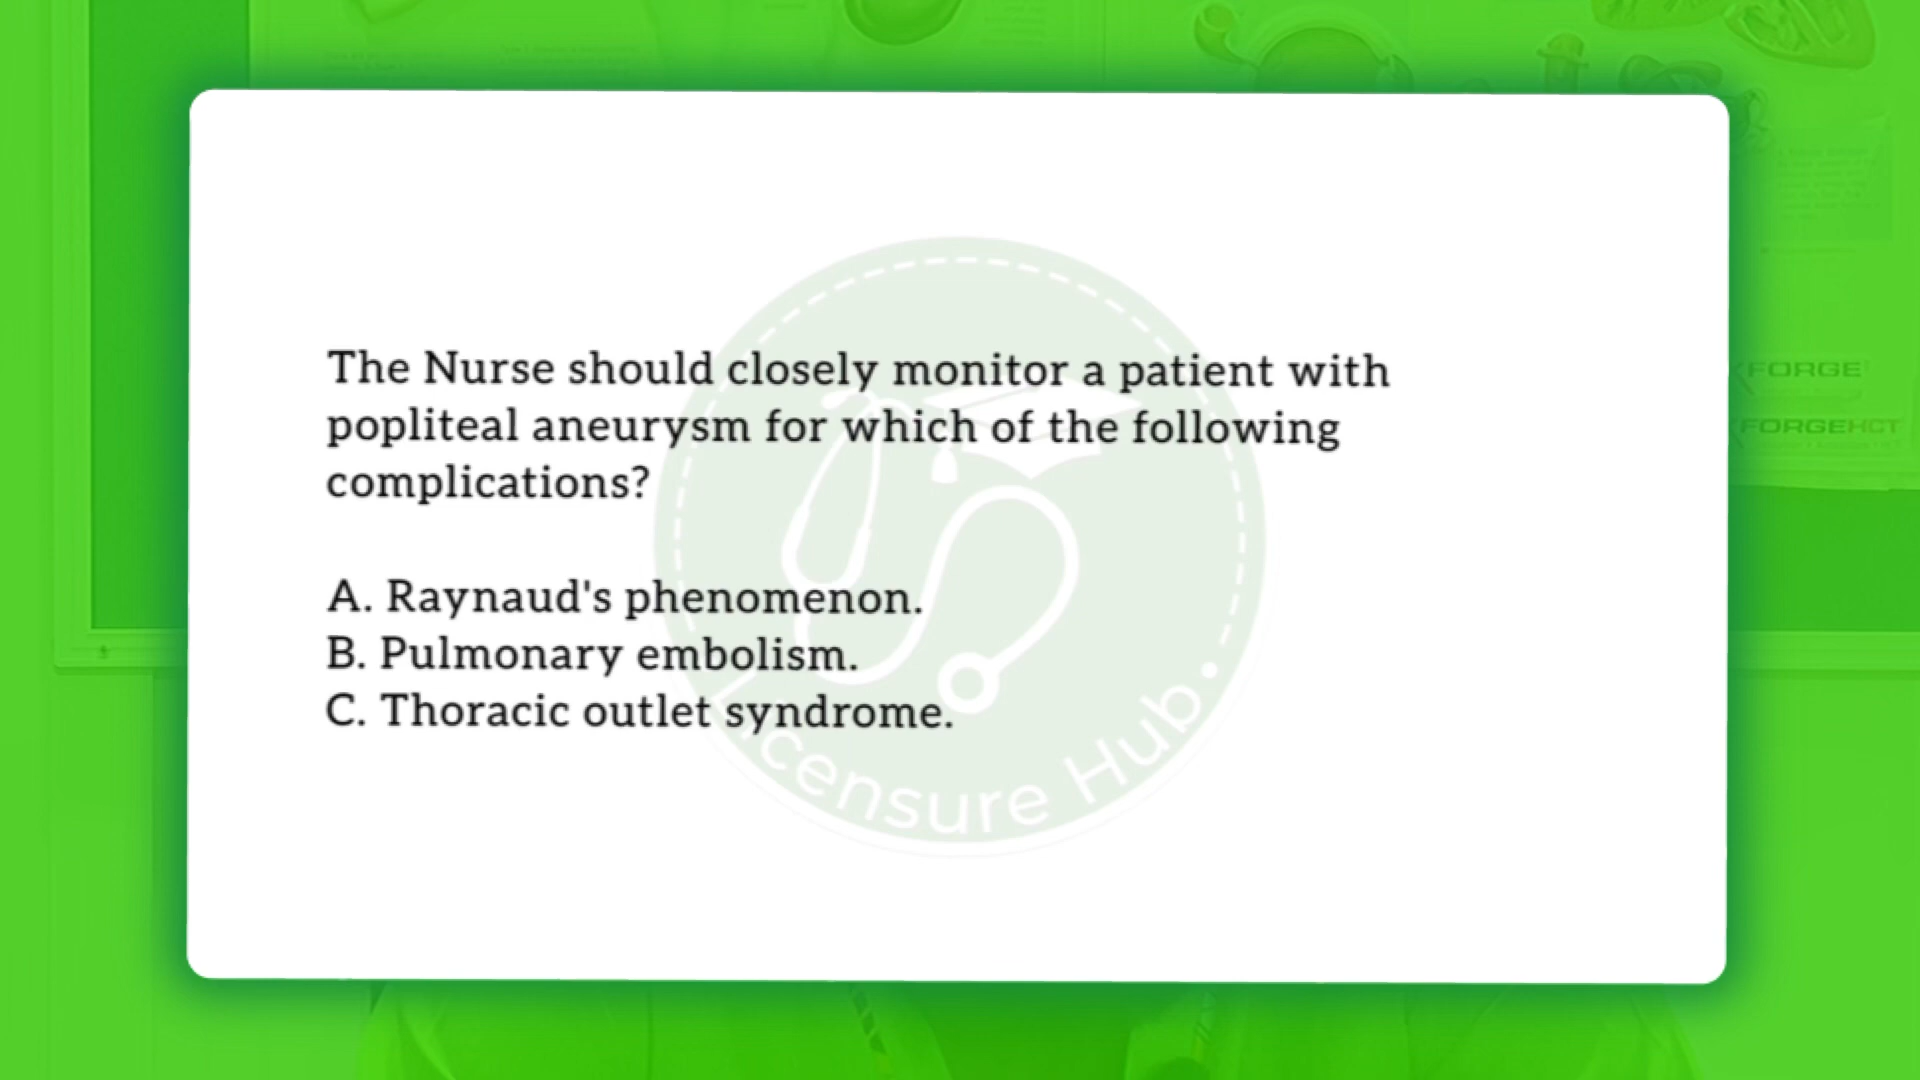 The Nurse should closely monitor a patient with
popliteal aneurysm for which of the following
complications?
A. Raynaud's phenomenon.
B. Pulmonary embolism.
C. Thoracic outlet syndrome.
Licensure Hub.
FORGE
FORGEHCT